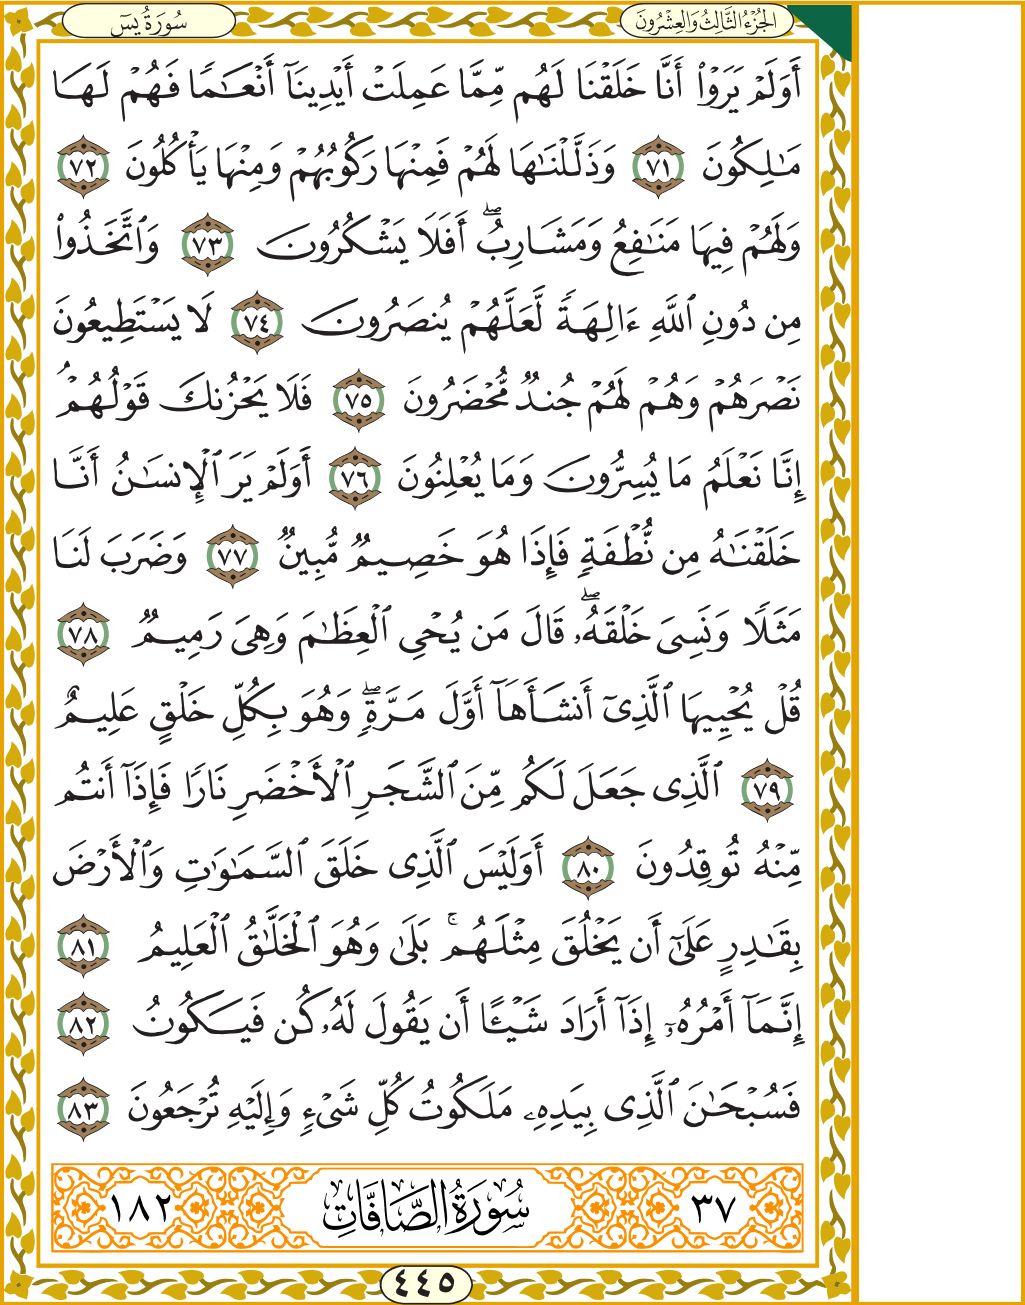 الجُزْءُ الثَّالِثُ وَالعِشْرُونَ
سُورَةُ يسٓ
أَوَلَمْ يَرَوْا۟ أَنَّا خَلَقْنَا لَهُم مِّمَّا عَمِلَتْ أَيْدِينَآ أَنْعَـٰمًا فَهُمْ لَهَا
مَـٰلِكُونَ ٧١ وَذَلَّلْنَـٰهَا لَهُمْ فَمِنْهَا رَكُوبُهُمْ وَمِنْهَا يَأْكُلُونَ ٧٢
وَلَهُمْ فِيهَا مَنَـٰفِعُ وَمَشَارِبُ ۖ أَفَلَا يَشْكُرُونَ ٧٣ وَٱتَّخَذُوا۟
مِن دُونِ ٱللَّهِ ءَالِهَةً لَّعَلَّهُمْ يُنصَرُونَ ٧٤ لَا يَسْتَطِيعُونَ
نَصْرَهُمْ وَهُمْ لَهُمْ جُندٌ مُّحْضَرُونَ ٧٥ فَلَا يَحْزُنكَ قَوْلُهُمْ ۘ
إِنَّا نَعْلَمُ مَا يُسِرُّونَ وَمَا يُعْلِنُونَ ٧٦ أَوَلَمْ يَرَ ٱلْإِنسَـٰنُ أَنَّا
خَلَقْنَـٰهُ مِن نُّطْفَةٍ فَإِذَا هُوَ خَصِيمٌ مُّبِينٌ ٧٧ وَضَرَبَ لَنَا
مَثَلًا وَنَسِىَ خَلْقَهُۥ ۖ قَالَ مَن يُحْىِ ٱلْعِظَـٰمَ وَهِىَ رَمِيمٌ ٧٨
قُلْ يُحْيِيهَا ٱلَّذِىٓ أَنشَأَهَآ أَوَّلَ مَرَّةٍ ۖ وَهُوَ بِكُلِّ خَلْقٍ عَلِيمٌ
٧٩ ٱلَّذِى جَعَلَ لَكُم مِّنَ ٱلشَّجَرِ ٱلْأَخْضَرِ نَارًا فَإِذَآ أَنتُم
مِّنْهُ تُوقِدُونَ ٨٠ أَوَلَيْسَ ٱلَّذِى خَلَقَ ٱلسَّمَـٰوَٰتِ وَٱلْأَرْضَ
بِقَـٰدِرٍ عَلَىٰٓ أَن يَخْلُقَ مِثْلَهُم ۚ بَلَىٰ وَهُوَ ٱلْخَلَّـٰقُ ٱلْعَلِيمُ ٨١
إِنَّمَآ أَمْرُهُۥٓ إِذَآ أَرَادَ شَيْـًٔا أَن يَقُولَ لَهُۥ كُن فَيَكُونُ ٨٢
فَسُبْحَـٰنَ ٱلَّذِى بِيَدِهِۦ مَلَكُوتُ كُلِّ شَىْءٍ وَإِلَيْهِ تُرْجَعُونَ ٨٣
٣٧ سُورَةُ الصَّافَّاتِ ١٨٢
٤٤٥